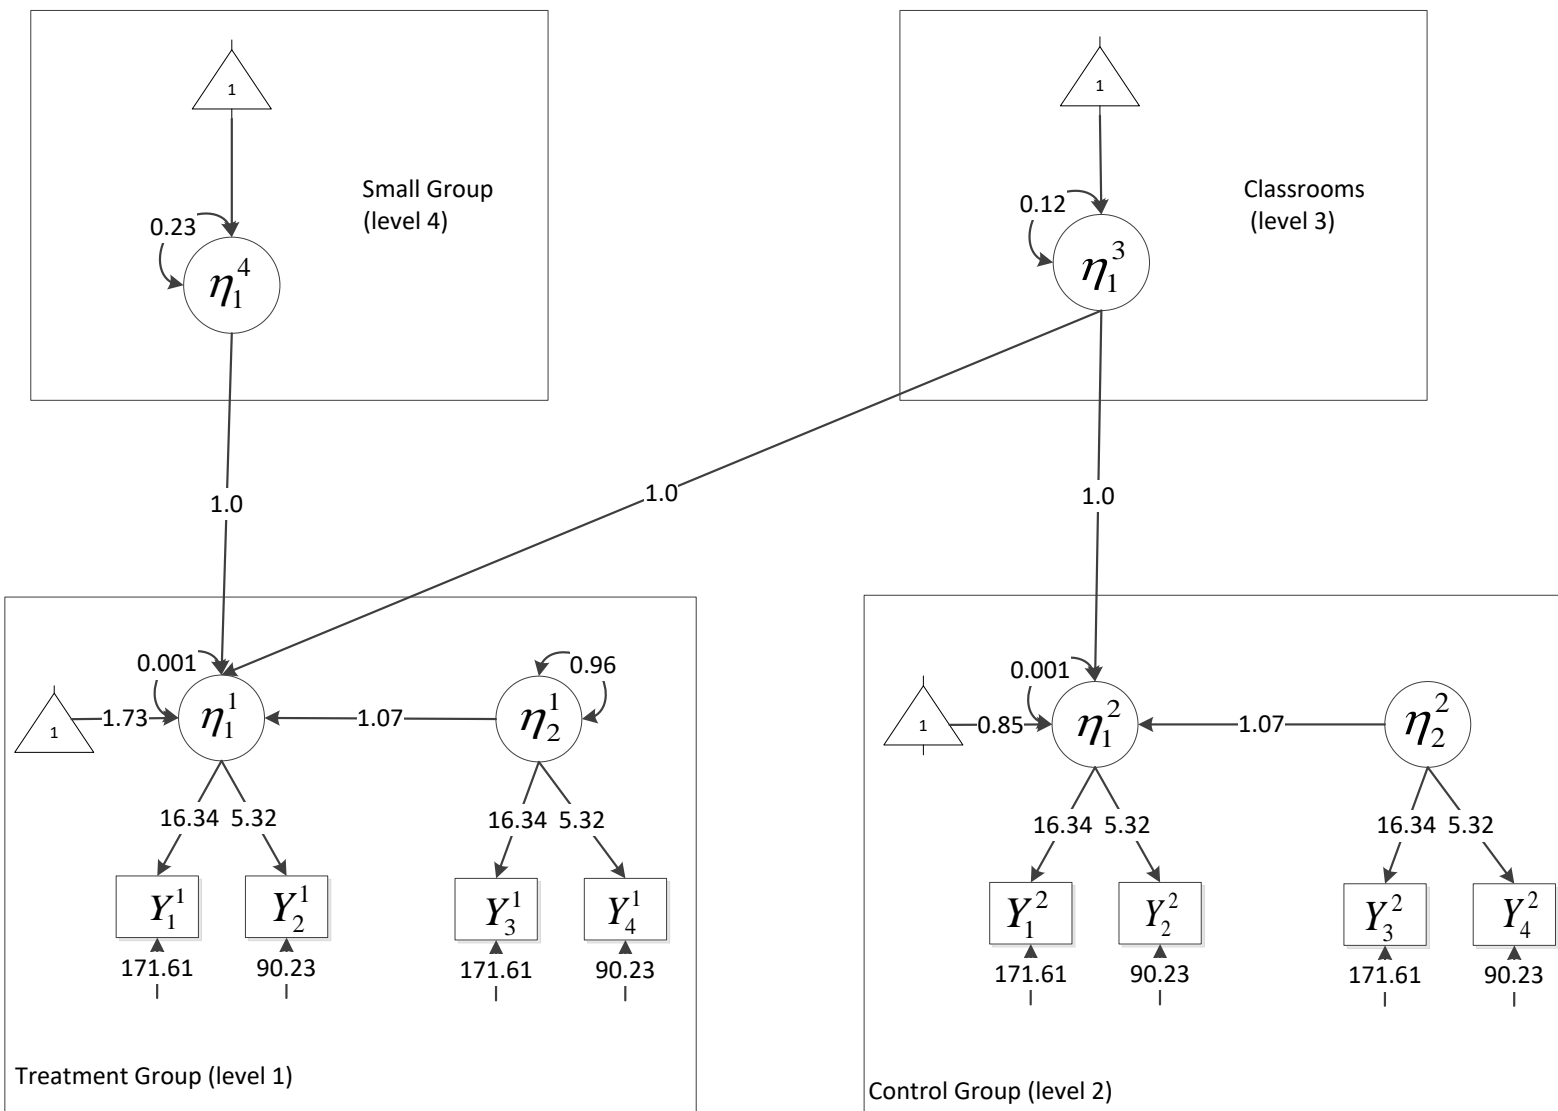 1
1
Small Group
(level 4)
Classrooms
(level 3)
0.23
0.12
η₁⁴
η₁³
1.0
1.0
1.0
0.001
0.96
0.001
1
1.73
η₁¹
1.07
η₂¹
1
0.85
η₁²
1.07
η₂²
16.34 5.32
16.34 5.32
16.34 5.32
16.34 5.32
Y₁¹
Y₂¹
Y₃¹
Y₄¹
Y₁²
Y₂²
Y₃²
Y₄²
171.61
90.23
171.61
90.23
171.61
90.23
171.61
90.23
Treatment Group (level 1)
Control Group (level 2)